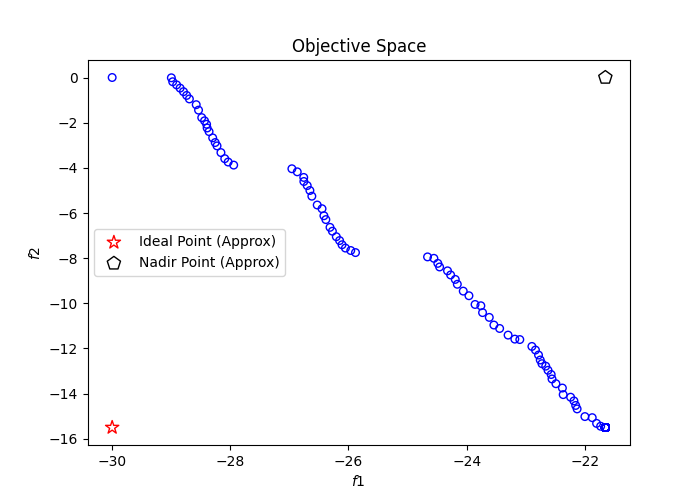 Objective Space
0
−2
−4
−6
−8
−10
−12
−14
−16
f2
Ideal Point (Approx)
Nadir Point (Approx)
−30
−28
−26
−24
−22
f1